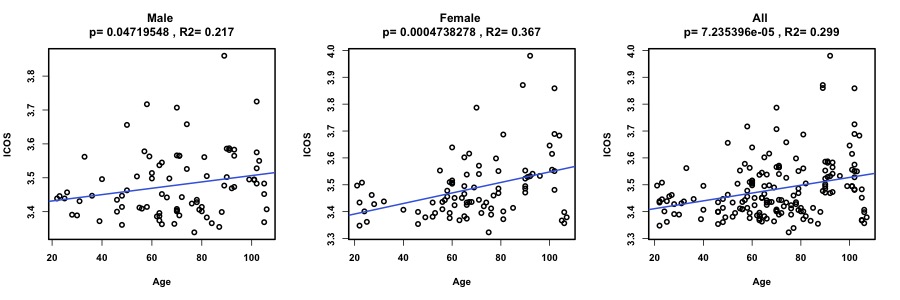 Male
p= 0.04719548 , R2= 0.217
ICOS
3.8
3.7
3.6
3.5
3.4
20 40 60 80 100
Age
Female
p= 0.0004738278 , R2= 0.367
ICOS
4.0
3.9
3.8
3.7
3.6
3.5
3.4
3.3
20 40 60 80 100
Age
All
p= 7.235396e-05 , R2= 0.299
ICOS
4.0
3.9
3.8
3.7
3.6
3.5
3.4
3.3
20 40 60 80 100
Age